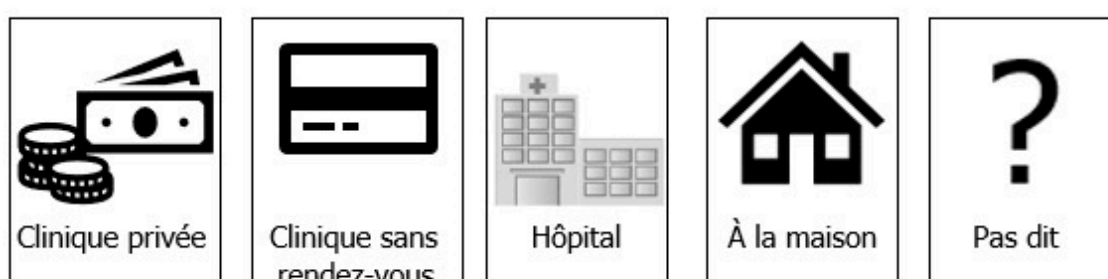 Clinique privée
Clinique sans
rendez-vous
Hôpital
À la maison
?
Pas dit